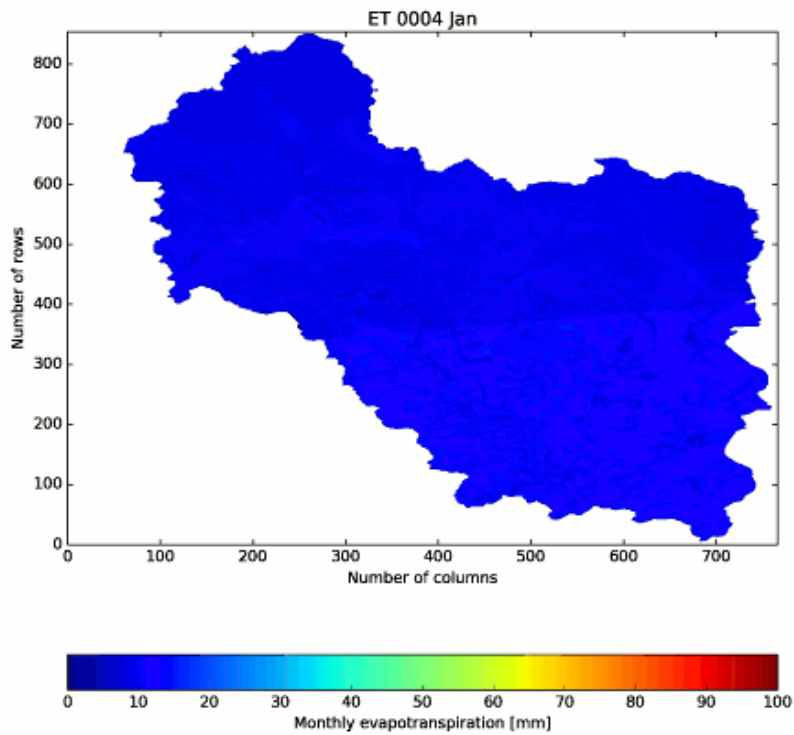 ET 0004 Jan
800
700
600
500
400
300
200
100
0
Number of rows
0 100 200 300 400 500 600 700
Number of columns
0 10 20 30 40 50 60 70 80 90 100
Monthly evapotranspiration [mm]